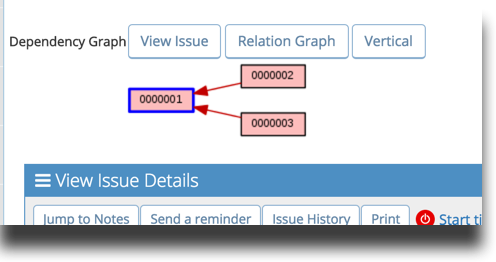 Dependency Graph View Issue Relation Graph Vertical
0000002
0000001
0000003
View Issue Details
Jump to Notes Send a reminder Issue History Print Start ti